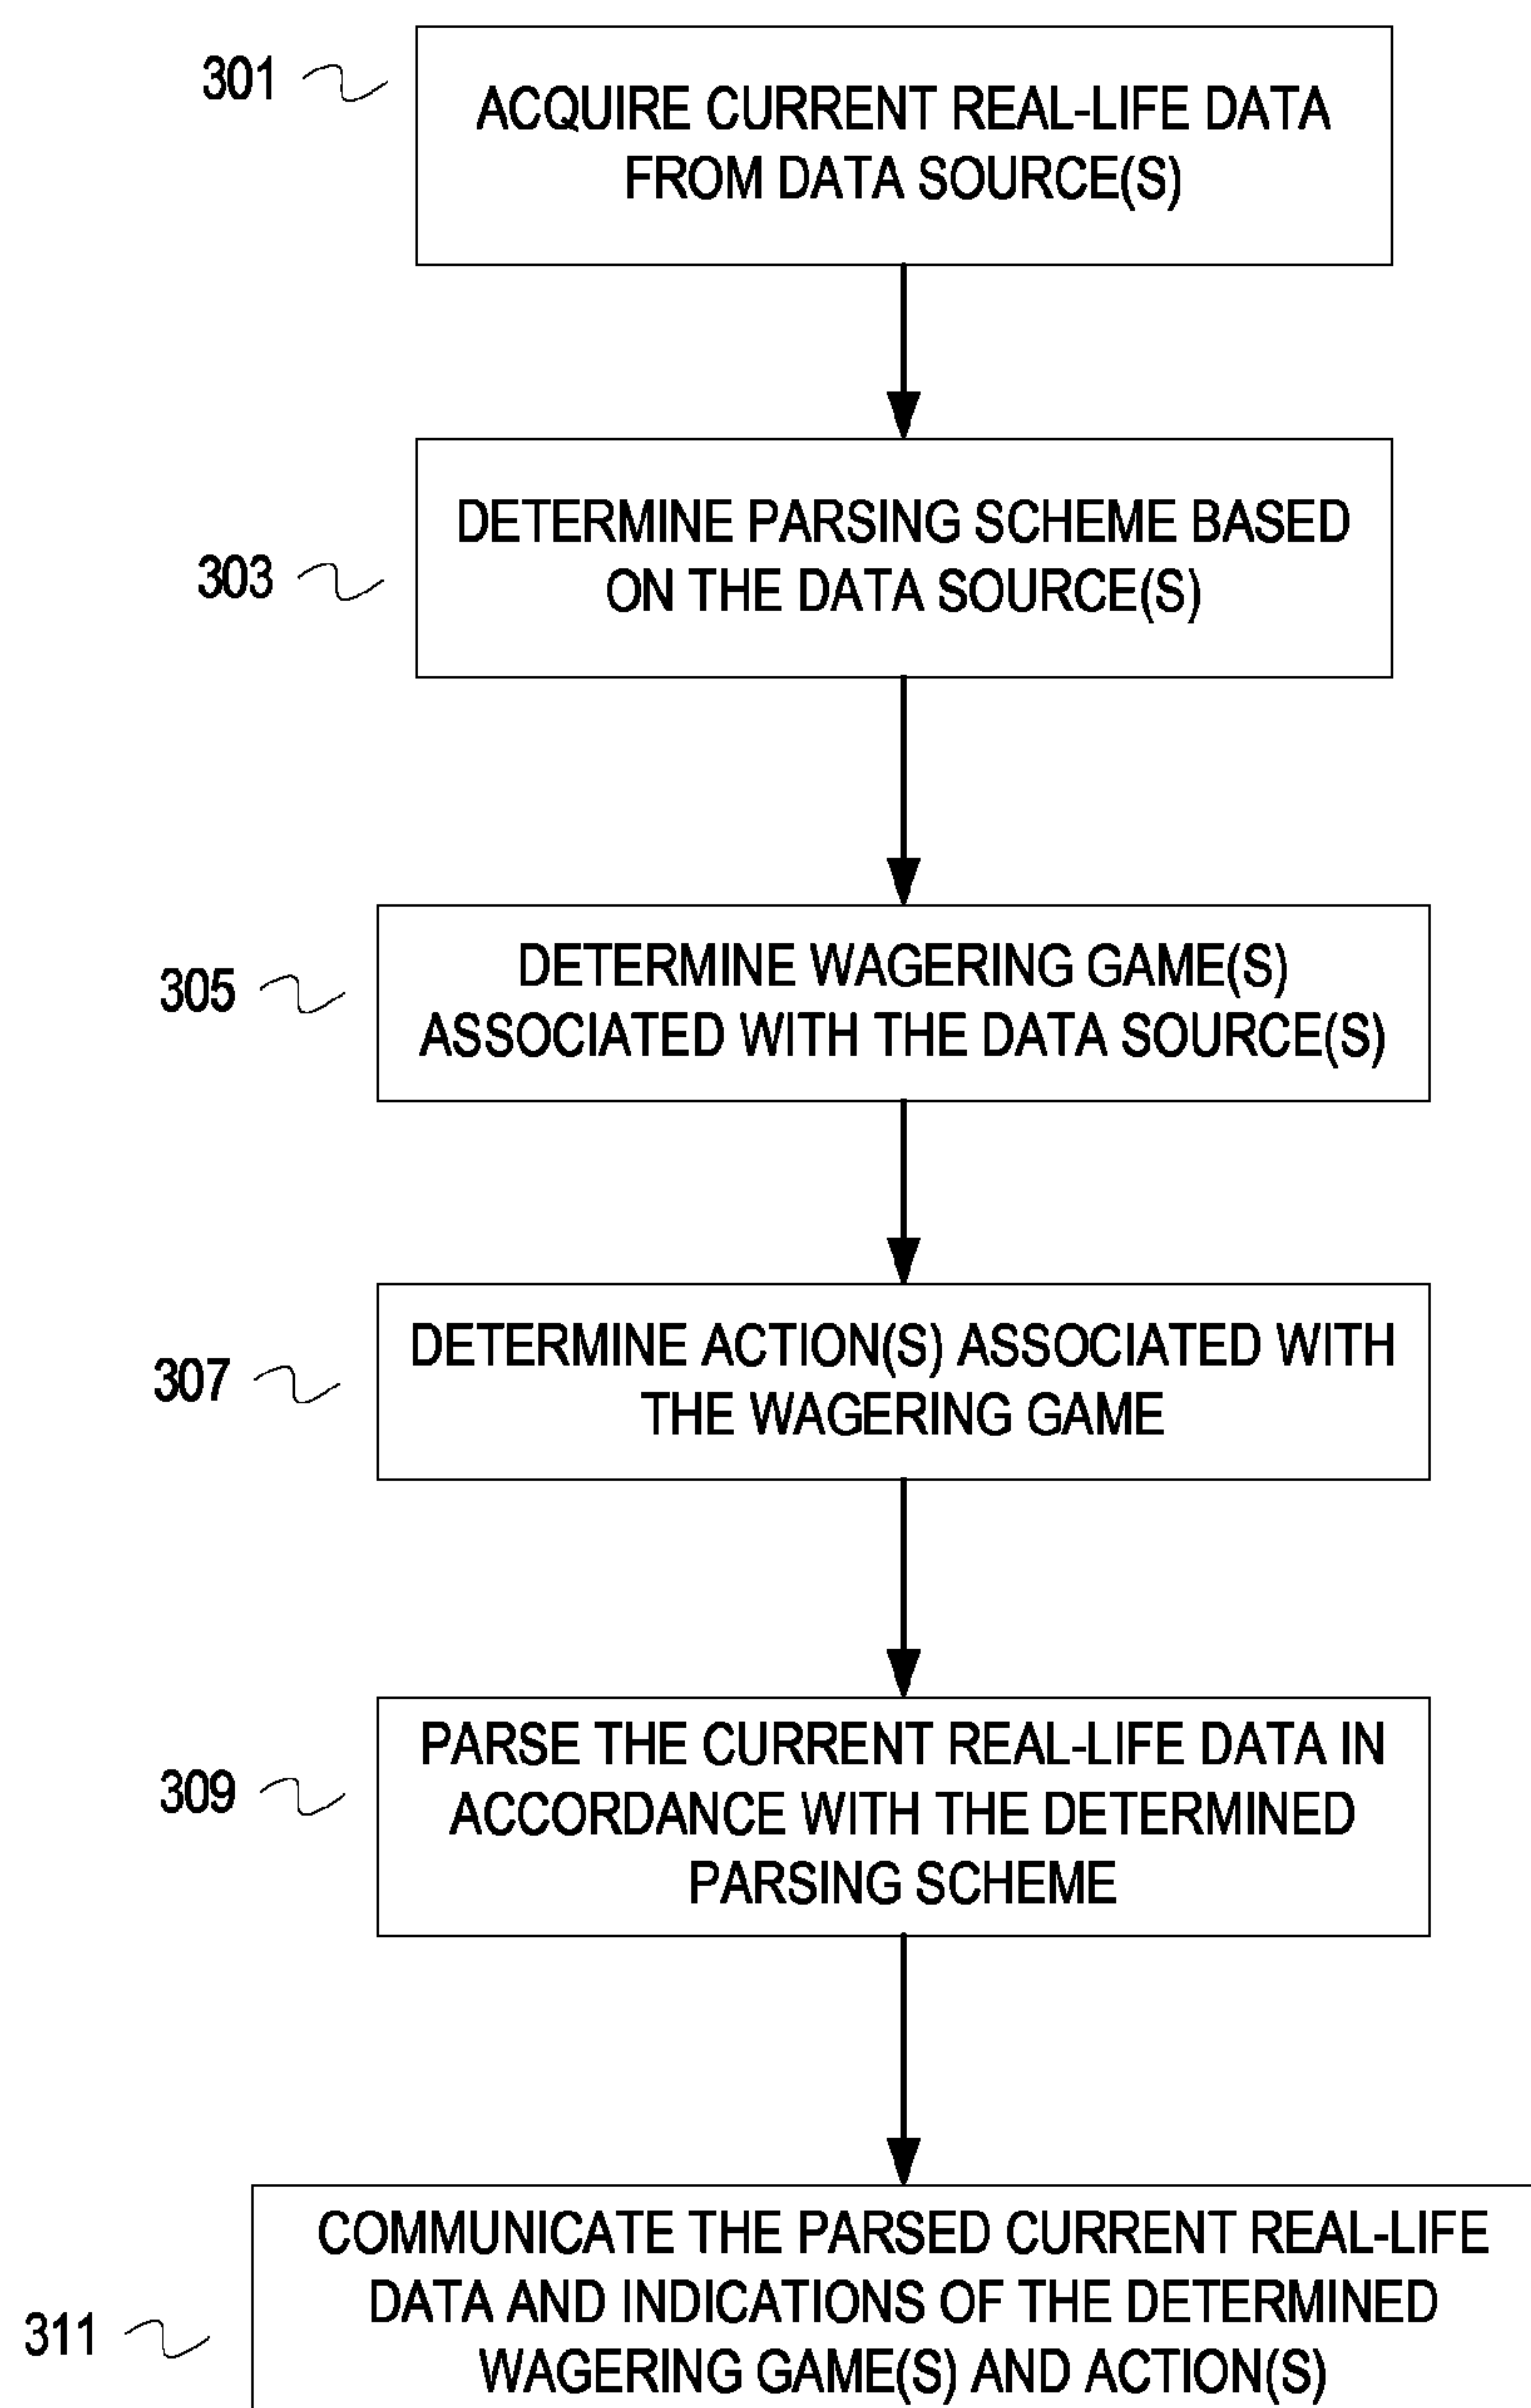 301
ACQUIRE CURRENT REAL-LIFE DATA
FROM DATA SOURCE(S)
303
DETERMINE PARSING SCHEME BASED
ON THE DATA SOURCE(S)
305
DETERMINE WAGERING GAME(S)
ASSOCIATED WITH THE DATA SOURCE(S)
307
DETERMINE ACTION(S) ASSOCIATED WITH
THE WAGERING GAME
309
PARSE THE CURRENT REAL-LIFE DATA IN
ACCORDANCE WITH THE DETERMINED
PARSING SCHEME
311
COMMUNICATE THE PARSED CURRENT REAL-LIFE
DATA AND INDICATIONS OF THE DETERMINED
WAGERING GAME(S) AND ACTION(S)